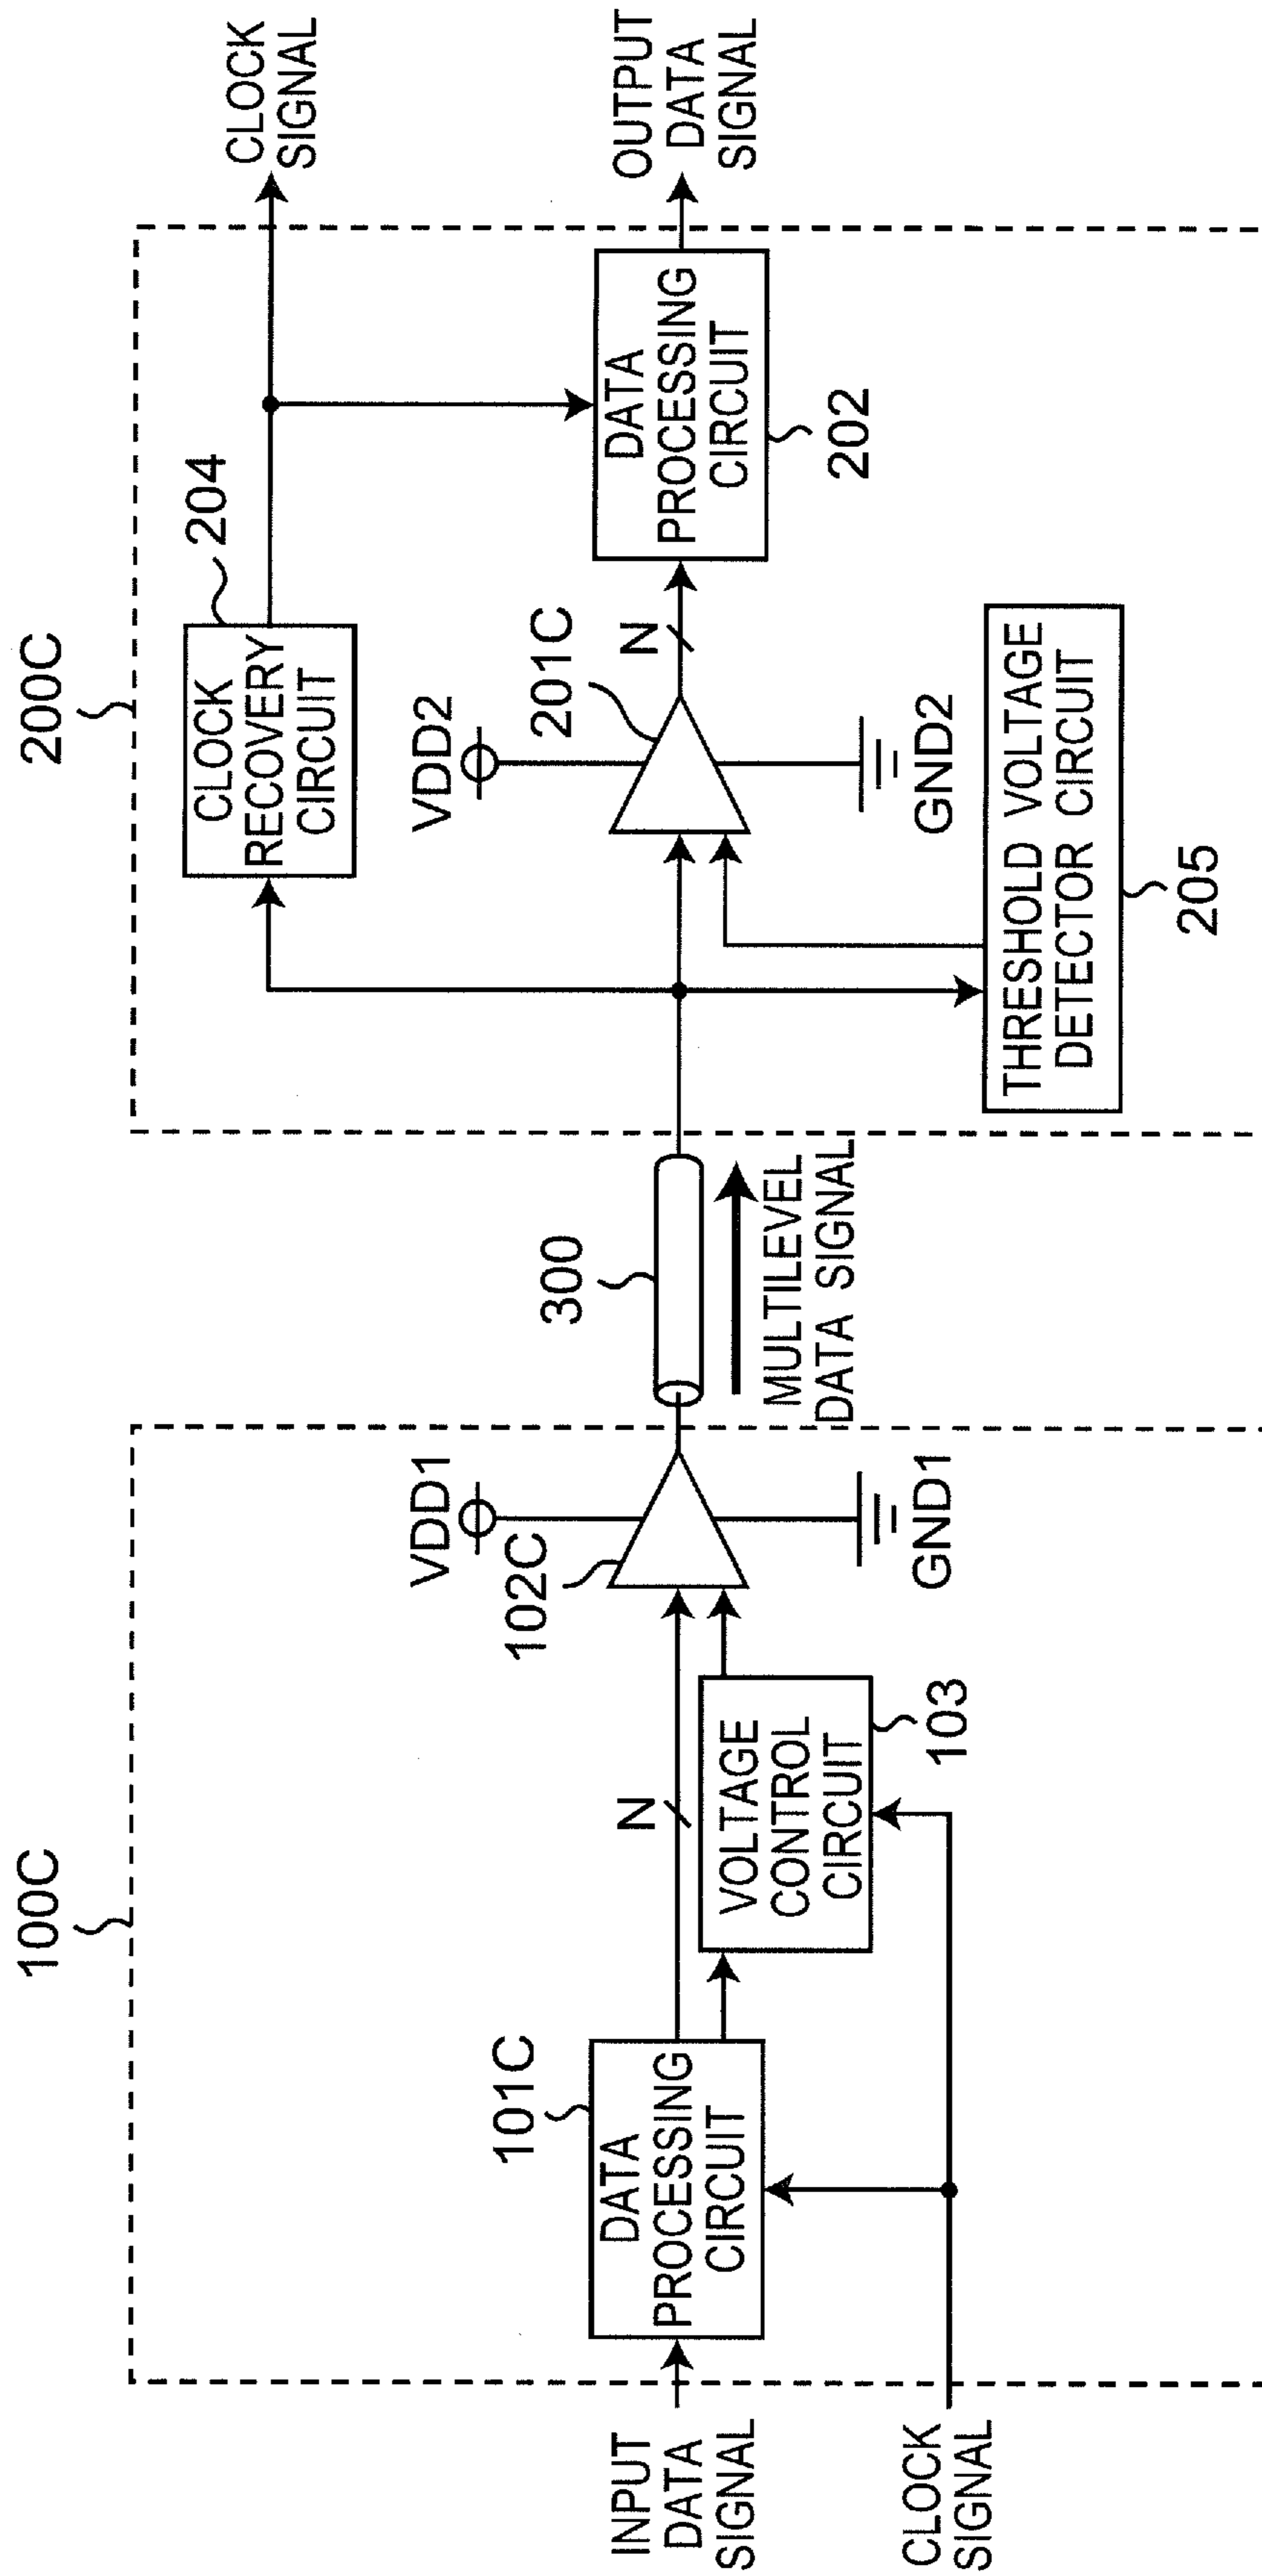 100C
200C
INPUT
DATA
SIGNAL
CLOCK
SIGNAL
101C
DATA
PROCESSING
CIRCUIT
N
VOLTAGE
CONTROL
CIRCUIT
103
102C
VDD1
GND1
300
MULTILEVEL
DATA SIGNAL
CLOCK
RECOVERY
CIRCUIT
204
VDD2
201C
GND2
N
THRESHOLD VOLTAGE
DETECTOR CIRCUIT
205
DATA
PROCESSING
CIRCUIT
202
CLOCK
SIGNAL
OUTPUT
DATA
SIGNAL